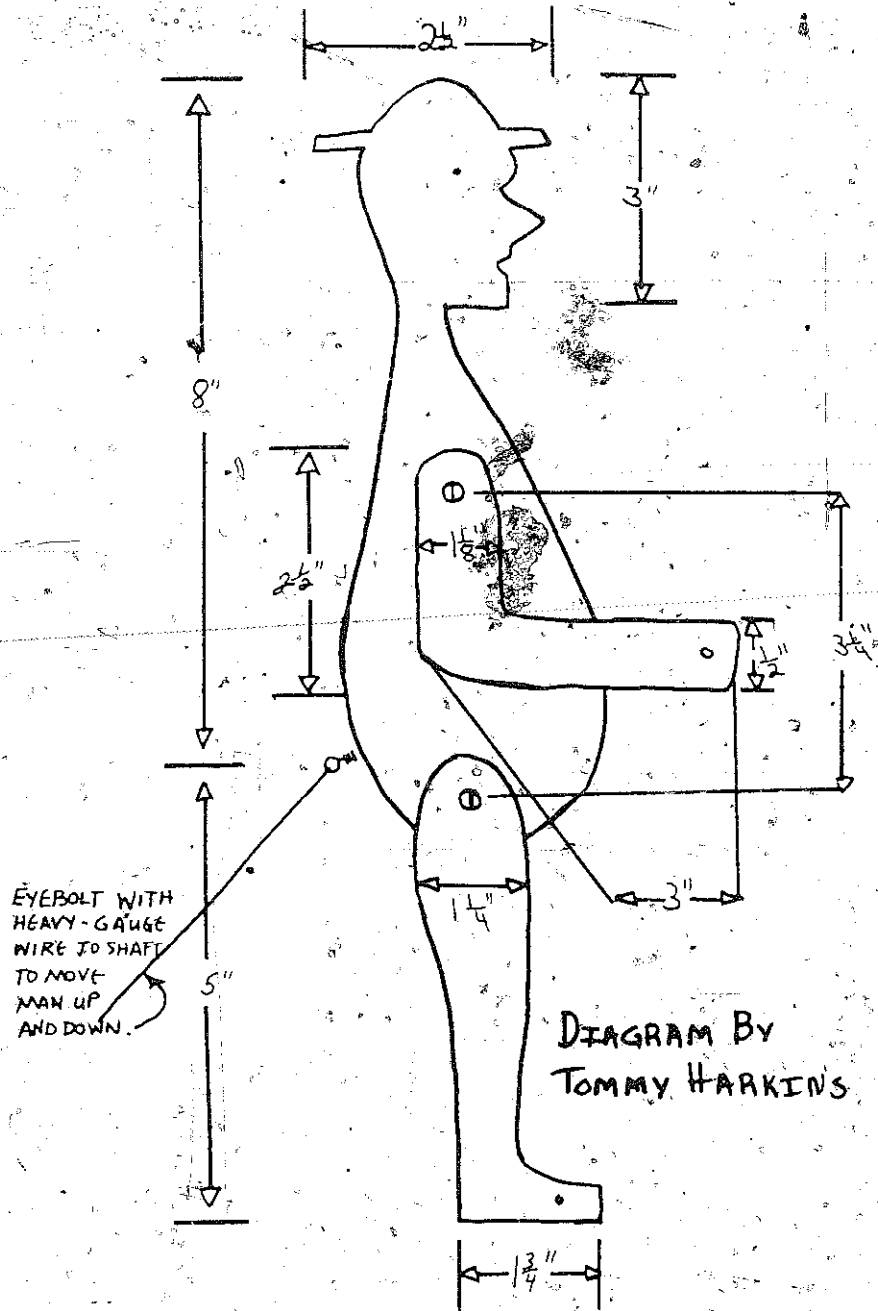 2½"
3"
8"
2½"
1⅛"
½"
3¼"
1¼"
3"
EYEBOLT WITH
HEAVY-GAUGE
WIRE TO SHAFT
TO MOVE
MAN UP
AND DOWN.
5"
DIAGRAM BY
TOMMY HARKINS
1¾"